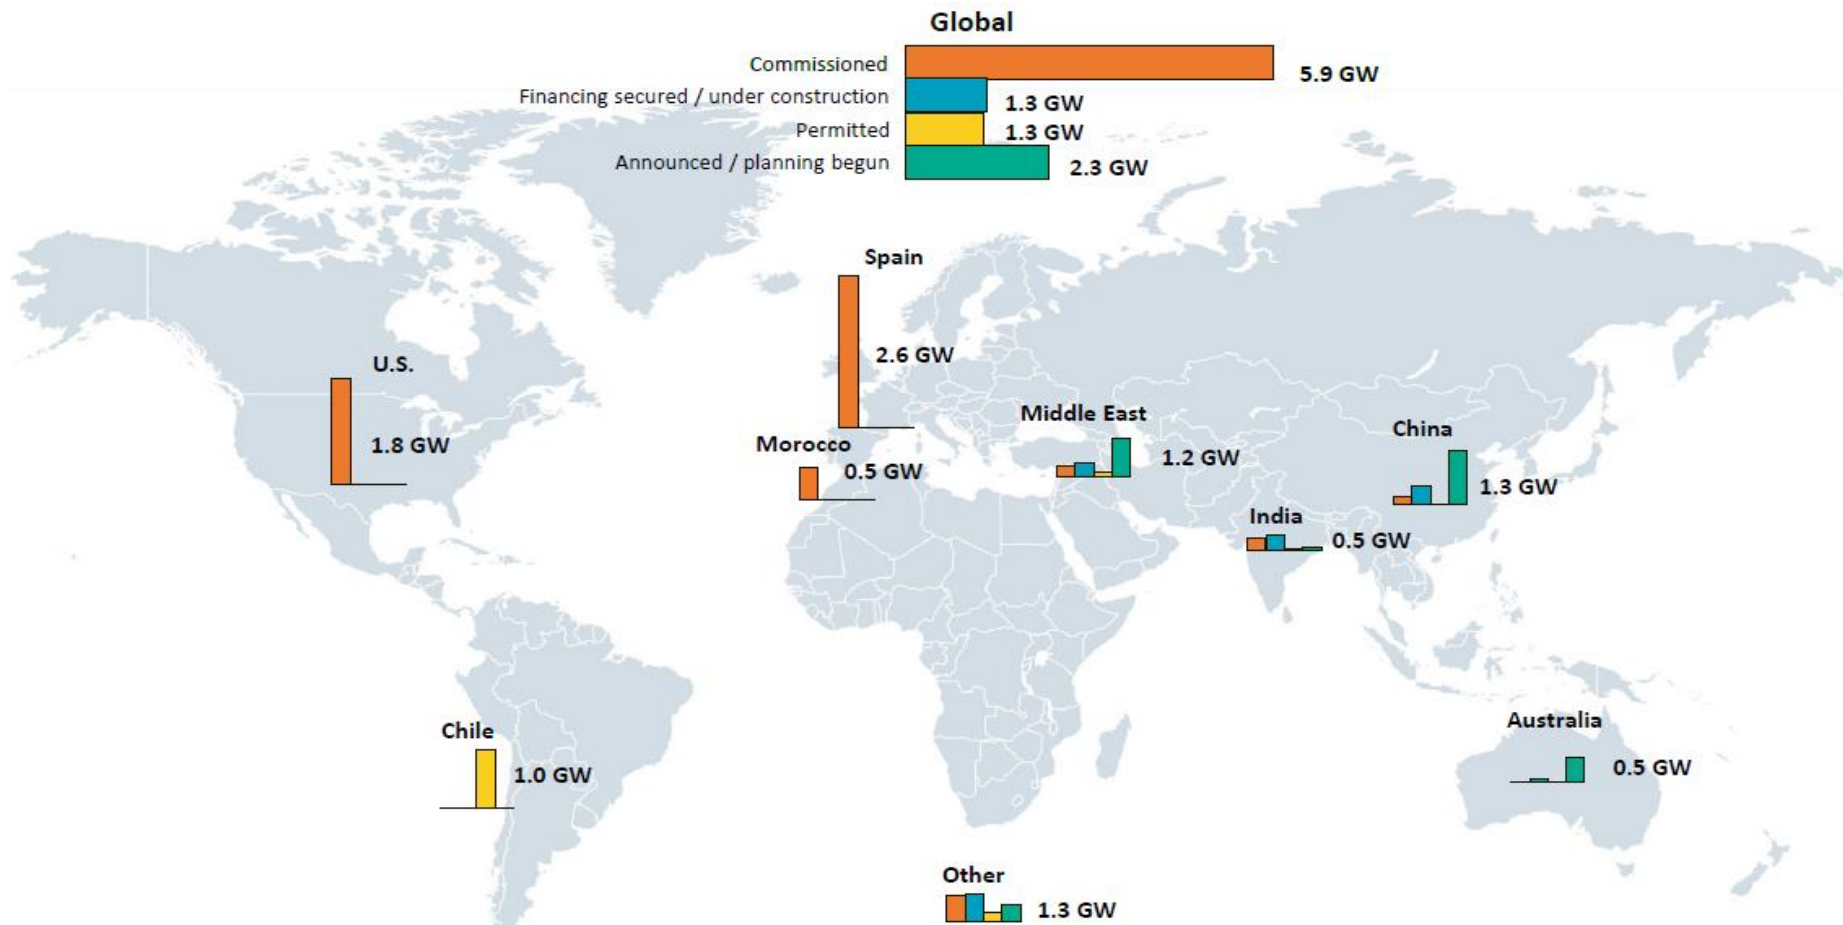 Global
Commissioned
5.9 GW
Financing secured / under construction
1.3 GW
Permitted
1.3 GW
Announced / planning begun
2.3 GW
Spain
2.6 GW
U.S.
1.8 GW
Middle East
1.2 GW
Morocco
0.5 GW
China
1.3 GW
India
0.5 GW
Chile
1.0 GW
Australia
0.5 GW
Other
1.3 GW